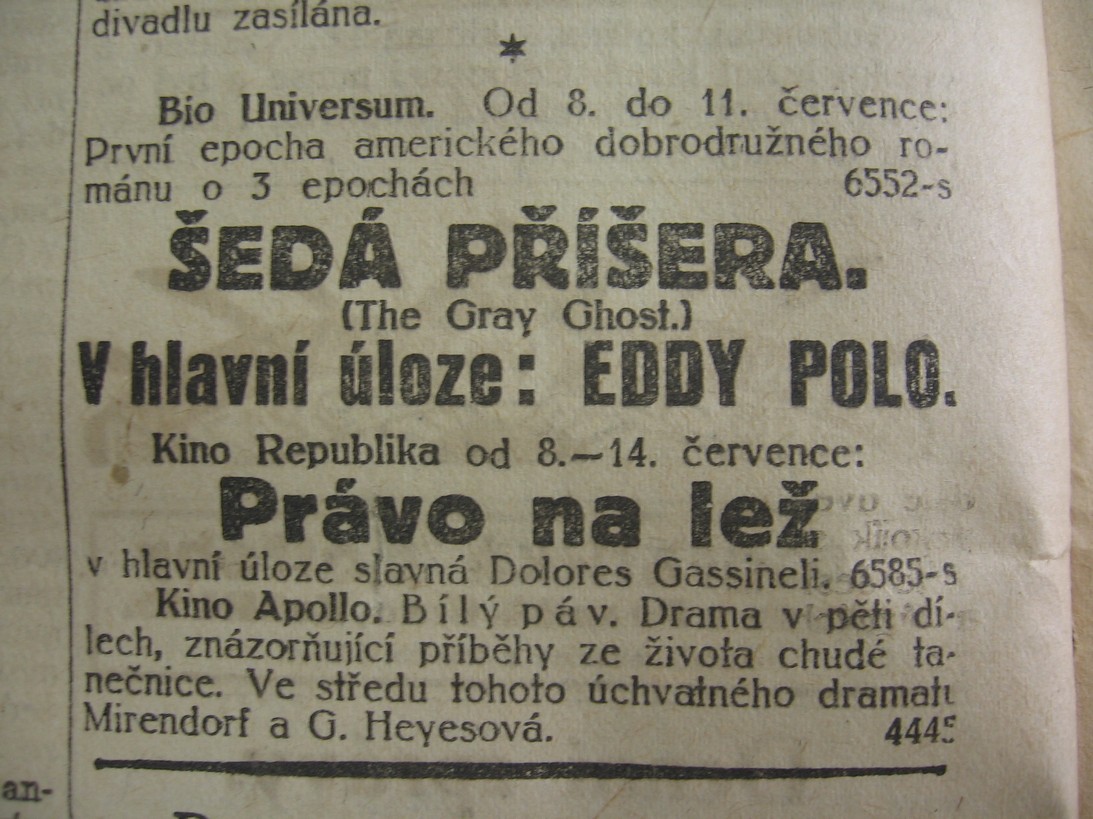 divadlu zasílána.
Bio Universum. Od 8. do 11. července:
První epocha amerického dobrodružného ro-
mánu o 3 epochách 6552-s
ŠEDÁ PŘÍŠERA.
(The Gray Ghost.)
V hlavní úloze: EDDY POLO.
Kino Republika od 8.—14. července:
Právo na lež
v hlavní úloze slavná Dolores Gassineli. 6585-s
Kino Apollo. Bílý páv. Drama v pěti dí-
lech, znázorňující příběhy ze života chudé ta-
nečnice. Ve středu tohoto úchvatného dramatu
Mirendorf a G. Heyesová.
an-